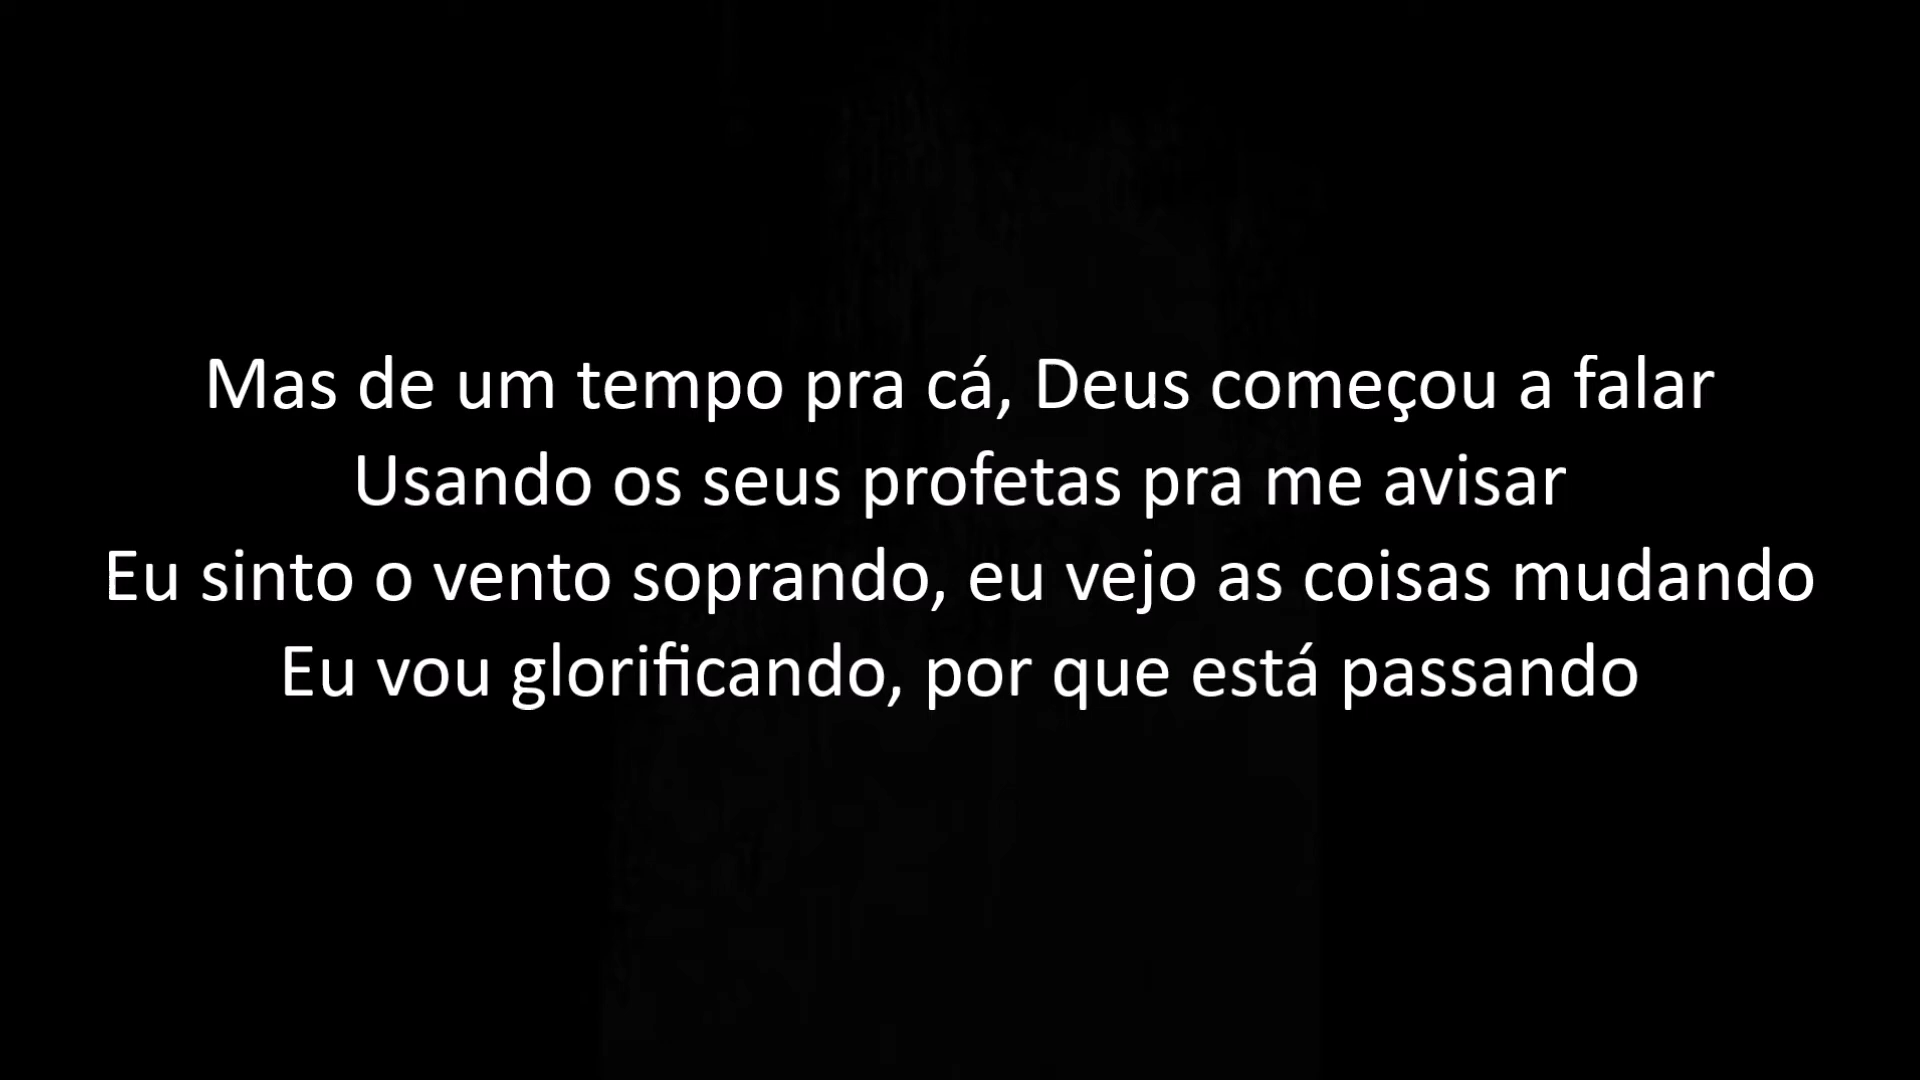 Mas de um tempo pra cá, Deus começou a falar
Usando os seus profetas pra me avisar
Eu sinto o vento soprando, eu vejo as coisas mudando
Eu vou glorificando, por que está passando